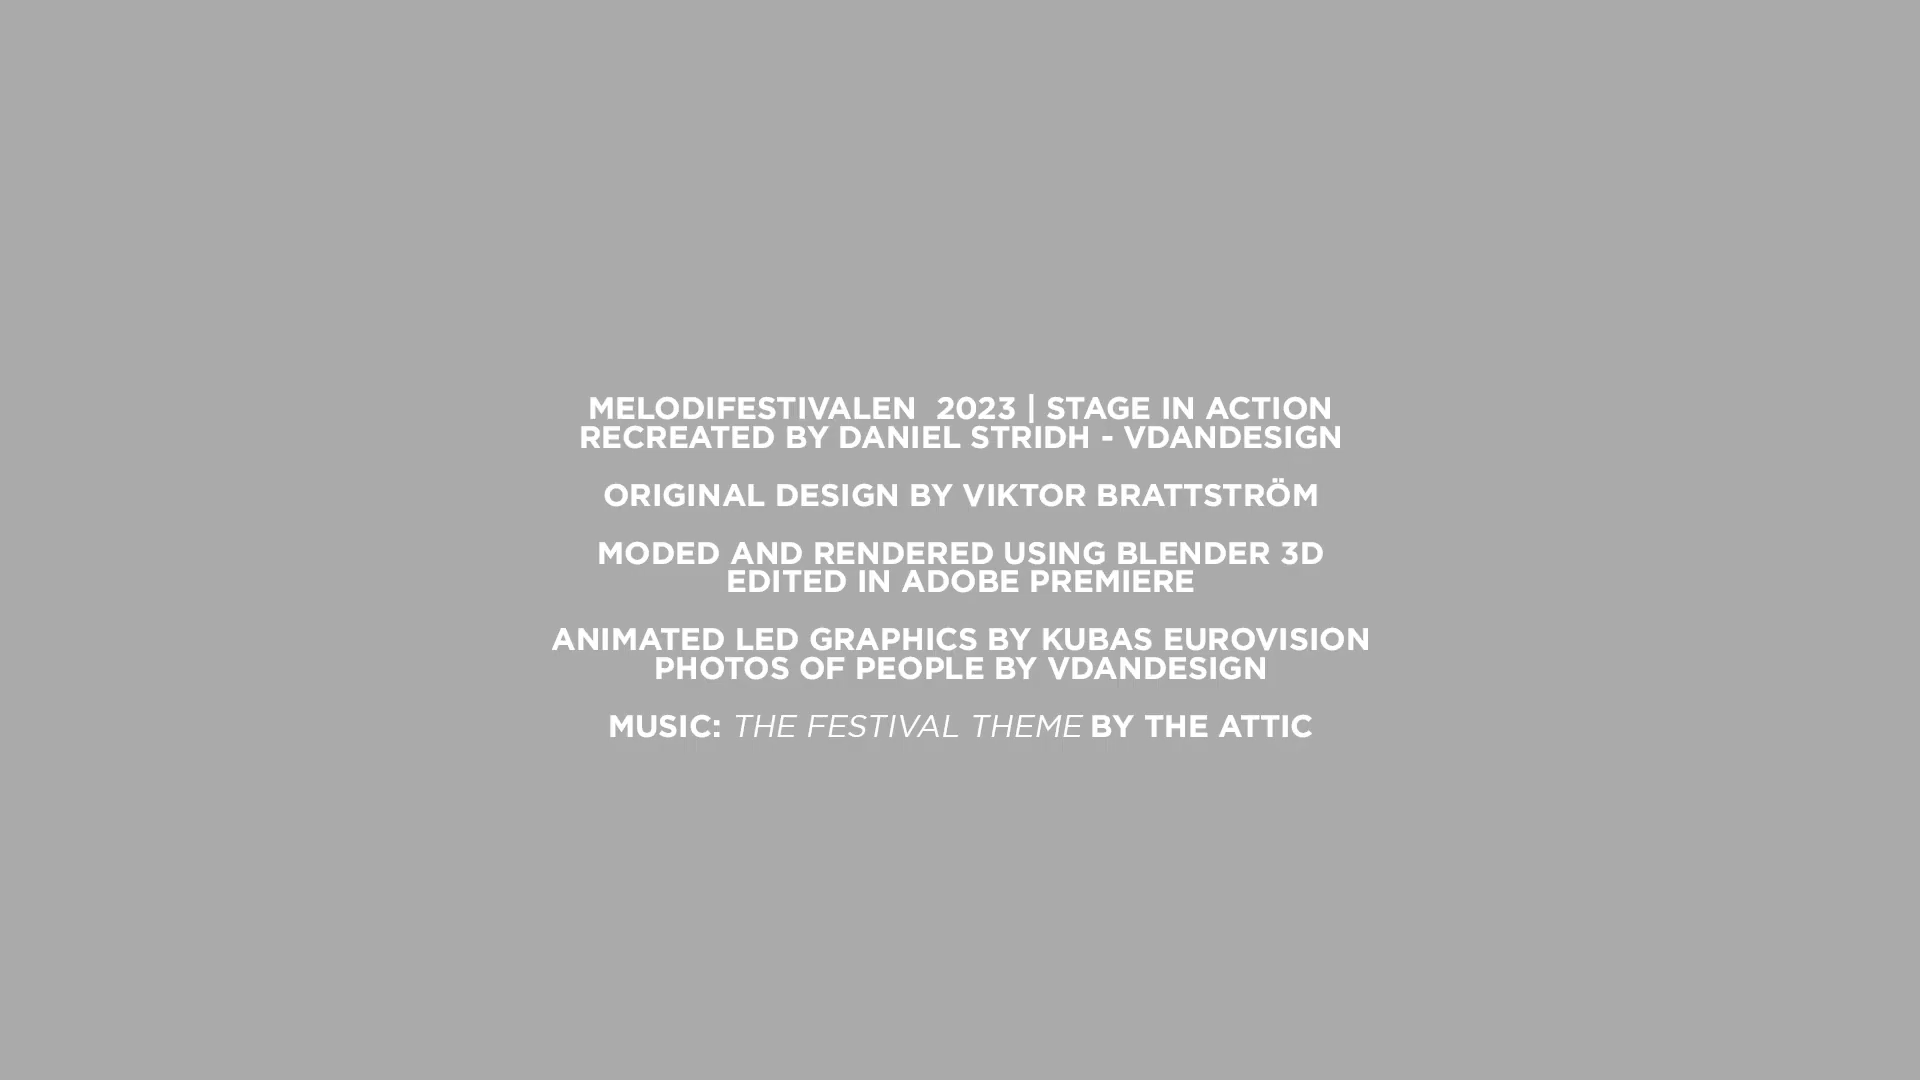 MELODIFESTIVALEN  2023 | STAGE IN ACTION
RECREATED BY DANIEL STRIDH - VDANDESIGN
ORIGINAL DESIGN BY VIKTOR BRATTSTRÖM
MODED AND RENDERED USING BLENDER 3D
EDITED IN ADOBE PREMIERE
ANIMATED LED GRAPHICS BY KUBAS EUROVISION
PHOTOS OF PEOPLE BY VDANDESIGN
MUSIC: THE FESTIVAL THEME BY THE ATTIC